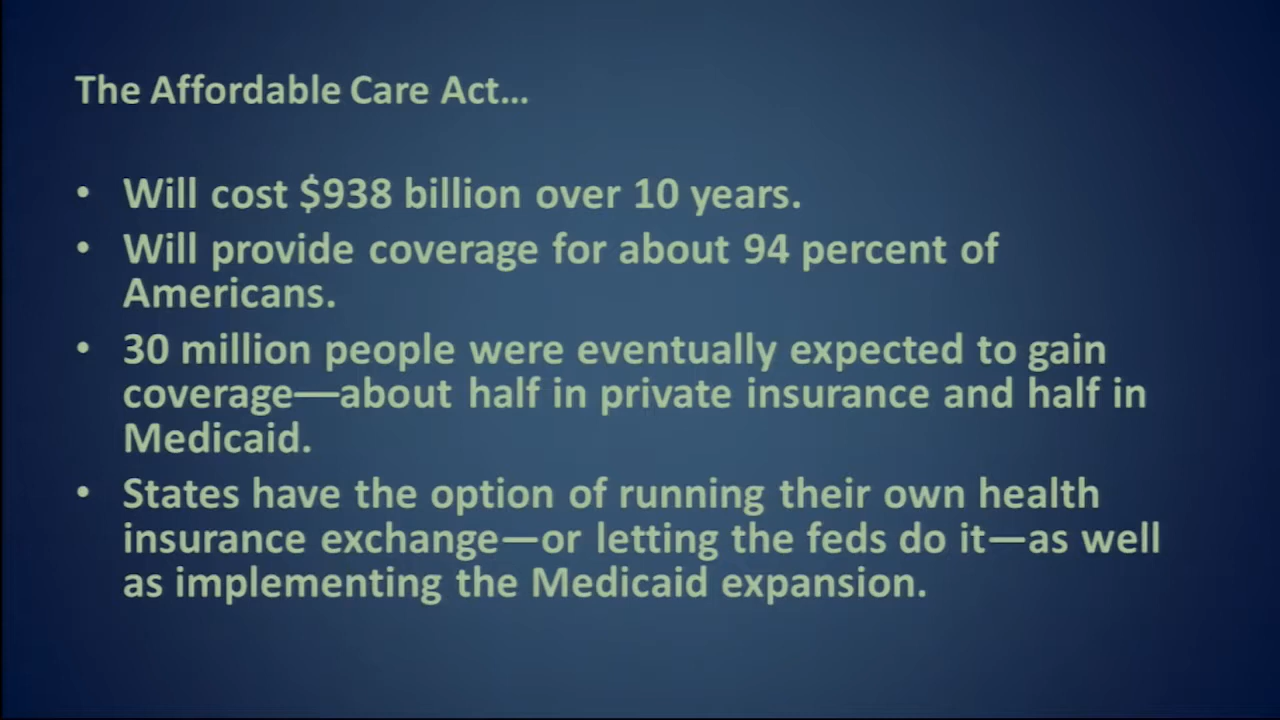 The Affordable Care Act…
• Will cost $938 billion over 10 years.
• Will provide coverage for about 94 percent of
Americans.
• 30 million people were eventually expected to gain
coverage—about half in private insurance and half in
Medicaid.
• States have the option of running their own health
insurance exchange—or letting the feds do it—as well
as implementing the Medicaid expansion.